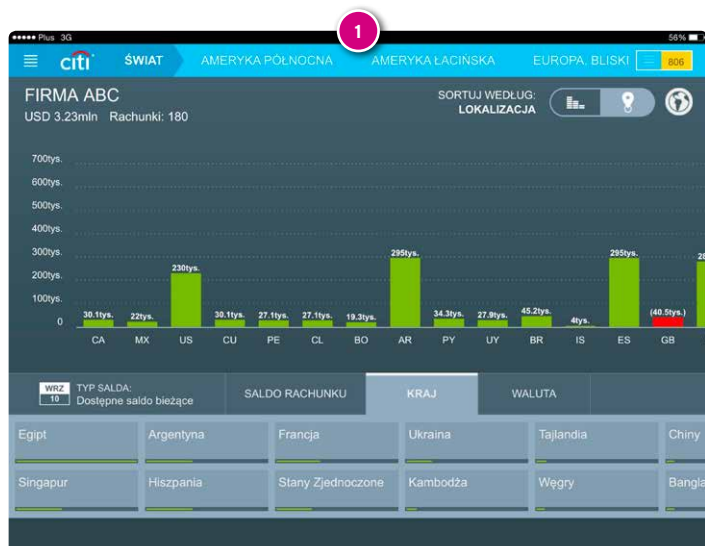 1
Plus 3G
56%
citi
ŚWIAT
AMERYKA PÓŁNOCNA
AMERYKA ŁACIŃSKA
EUROPA, BLISKI
806
FIRMA ABC
USD 3.23mln Rachunki: 180
SORTUJ WEDŁUG:
LOKALIZACJA
700tys.
600tys.
500tys.
400tys.
300tys.
200tys.
100tys.
0
30.1tys. 22tys. 230tys. 30.1tys. 27.1tys. 27.1tys. 19.3tys. 295tys. 34.3tys. 27.9tys. 45.2tys. 4tys. 295tys. (40.5tys.) 28
CA MX US CU PE CL BO AR PY UY BR IS ES GB
WRZ
10
TYP SALDA:
Dostępne saldo bieżące
SALDO RACHUNKU
KRAJ
WALUTA
Egipt Argentyna Francja Ukraina Tajlandia Chiny
Singapur Hiszpania Stany Zjednoczone Kambodża Węgry Bangla